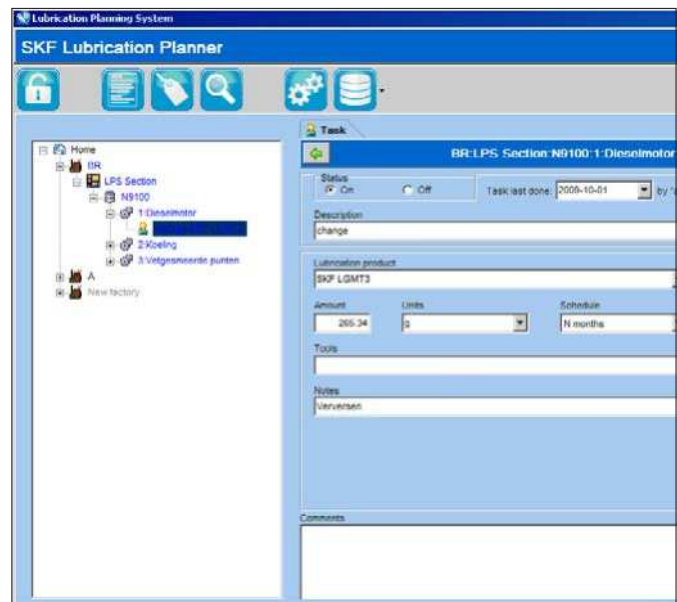 Lubrication Planning System
SKF Lubrication Planner
Task
Home
BR
LPS Section
N9100
1:Dieselmotor
2:Koeling
3:Vetgesmeerde punten
A
New factory
BR:LPS Section:N9100:1:Dieselmotor
Status
On Off Task last done: 2009-10-01 by
Description
change
Lubrication product
SKF LGMT3
Amount Units Schedule
265.34 g N months
Tools
Notes
Verversen
Comments